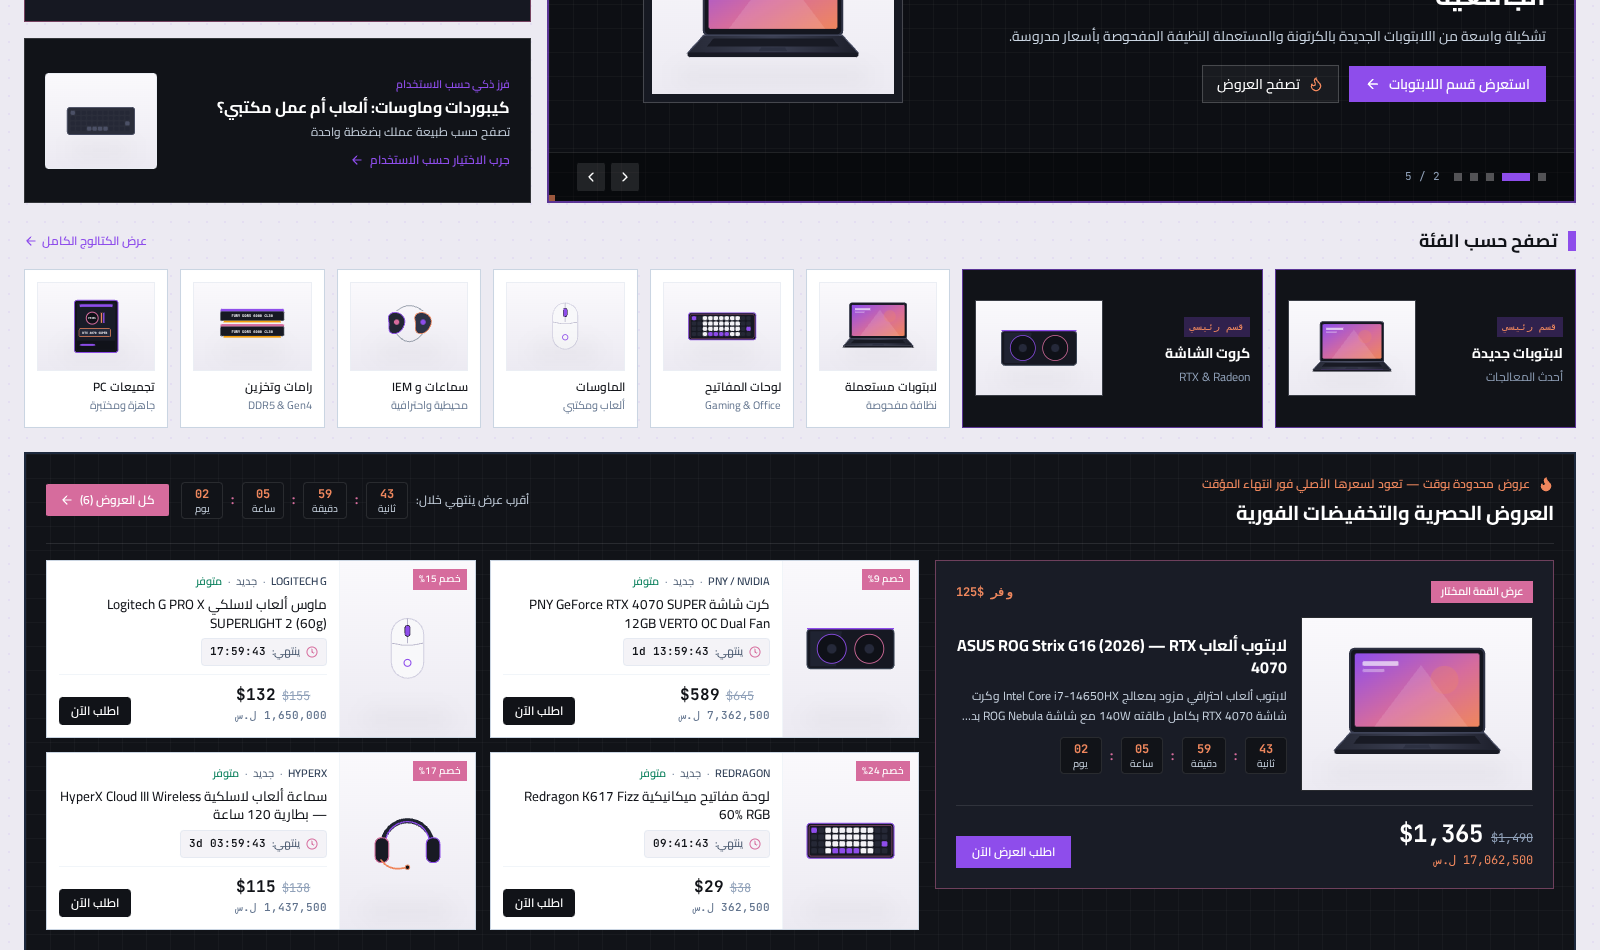 تشكيلة واسعة من اللابتوبات الجديدة بالكرتونة والمستعملة النظيفة المفحوصة بأسعار مدروسة.
استعرض قسم اللابتوبات
تصفح العروض
2 / 5
فرز ذكي حسب الاستخدام
كيبوردات وماوسات: ألعاب أم عمل مكتبي؟
تصفح حسب طبيعة عملك بضغطة واحدة
جرب الاختيار حسب الاستخدام
تصفح حسب الفئة
عرض الكتالوج الكامل
قسم رئيسي
لابتوبات جديدة
أحدث المعالجات
قسم رئيسي
كروت الشاشة
RTX & Radeon
لابتوبات مستعملة
نظافة مفحوصة
لوحات المفاتيح
Gaming & Office
الماوسات
ألعاب ومكتبي
سماعات و IEM
محيطية واحترافية
رامات وتخزين
DDR5 & Gen4
تجميعات PC
جاهزة ومختبرة
عروض محدودة بوقت — تعود لسعرها الأصلي فور انتهاء المؤقت
العروض الحصرية والتخفيضات الفورية
أقرب عرض ينتهي خلال:
43 : 59 : 05 : 02
ثانية دقيقة ساعة يوم
كل العروض (6)
عرض القمة المختار
وفر $125
لابتوب ألعاب ASUS ROG Strix G16 (2026) — RTX
4070
لابتوب ألعاب احترافي مزود بمعالج Intel Core i7-14650HX وكرت
شاشة RTX 4070 بكامل طاقته 140W مع شاشة ROG Nebula بد...
43 : 59 : 05 : 02
ثانية دقيقة ساعة يوم
$1,490 $1,365
17,062,500 ل.س
اطلب العرض الآن
خصم 9%
PNY / NVIDIA · جديد · متوفر
كرت شاشة PNY GeForce RTX 4070 SUPER
12GB VERTO OC Dual Fan
ينتهي: 1d 13:59:43
$645 $589
7,362,500 ل.س
اطلب الآن
خصم 15%
LOGITECH G · جديد · متوفر
ماوس ألعاب لاسلكي Logitech G PRO X
SUPERLIGHT 2 (60g)
ينتهي: 17:59:43
$155 $132
1,650,000 ل.س
اطلب الآن
خصم 24%
REDRAGON · جديد · متوفر
لوحة مفاتيح ميكانيكية Redragon K617 Fizz
60% RGB
ينتهي: 09:41:43
$38 $29
362,500 ل.س
اطلب الآن
خصم 17%
HYPERX · جديد · متوفر
سماعة ألعاب لاسلكية HyperX Cloud III Wireless
— بطارية 120 ساعة
ينتهي: 3d 03:59:43
$138 $115
1,437,500 ل.س
اطلب الآن